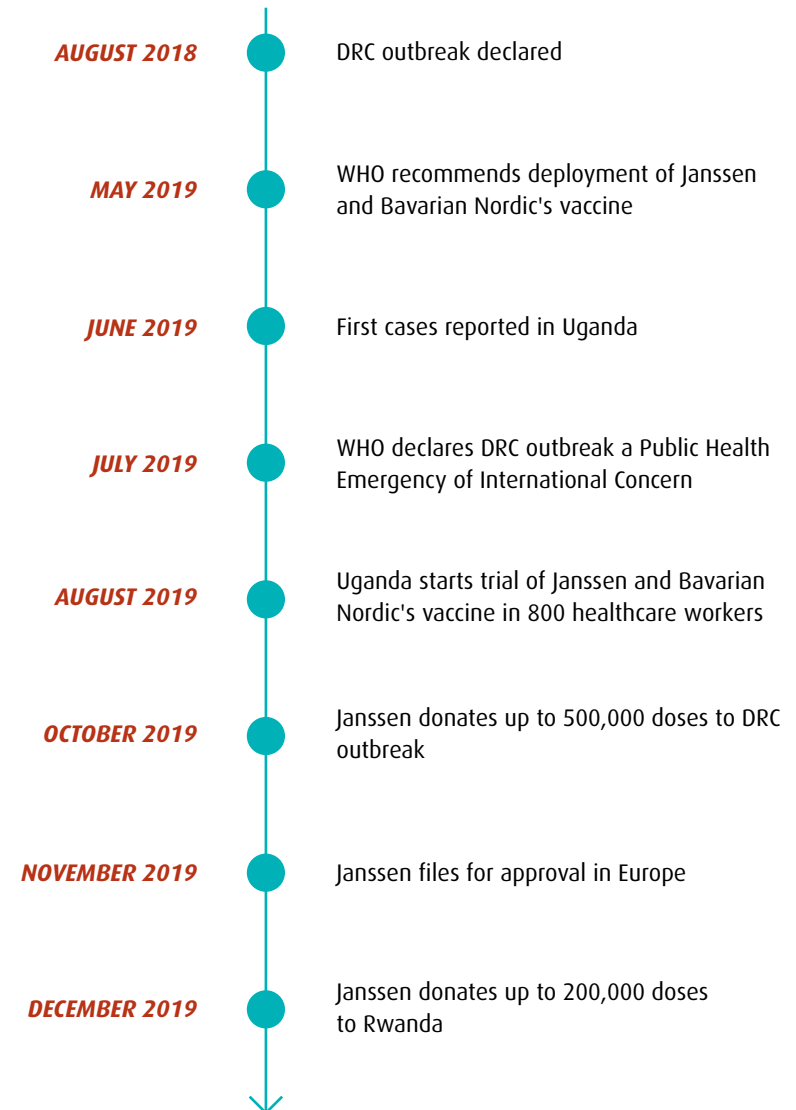 AUGUST 2018
DRC outbreak declared
MAY 2019
WHO recommends deployment of Janssen
and Bavarian Nordic's vaccine
JUNE 2019
First cases reported in Uganda
JULY 2019
WHO declares DRC outbreak a Public Health
Emergency of International Concern
AUGUST 2019
Uganda starts trial of Janssen and Bavarian
Nordic's vaccine in 800 healthcare workers
OCTOBER 2019
Janssen donates up to 500,000 doses to DRC
outbreak
NOVEMBER 2019
Janssen files for approval in Europe
DECEMBER 2019
Janssen donates up to 200,000 doses
to Rwanda